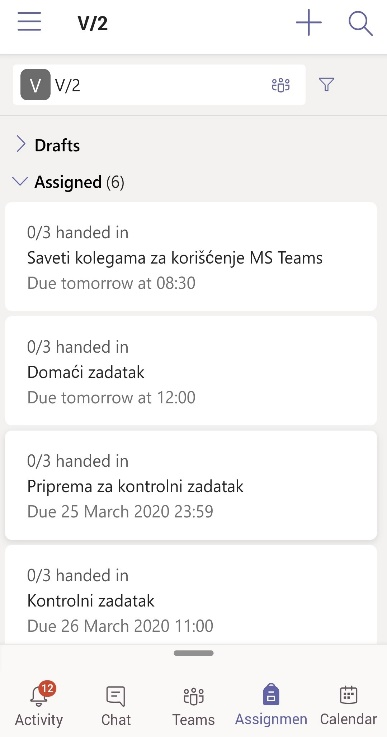 V/2
V V/2
Drafts
Assigned (6)
0/3 handed in
Saveti kolegama za korišćenje MS Teams
Due tomorrow at 08:30
0/3 handed in
Domaći zadatak
Due tomorrow at 12:00
0/3 handed in
Priprema za kontrolni zadatak
Due 25 March 2020 23:59
0/3 handed in
Kontrolni zadatak
Due 26 March 2020 11:00
12
Activity Chat Teams Assignmen Calendar